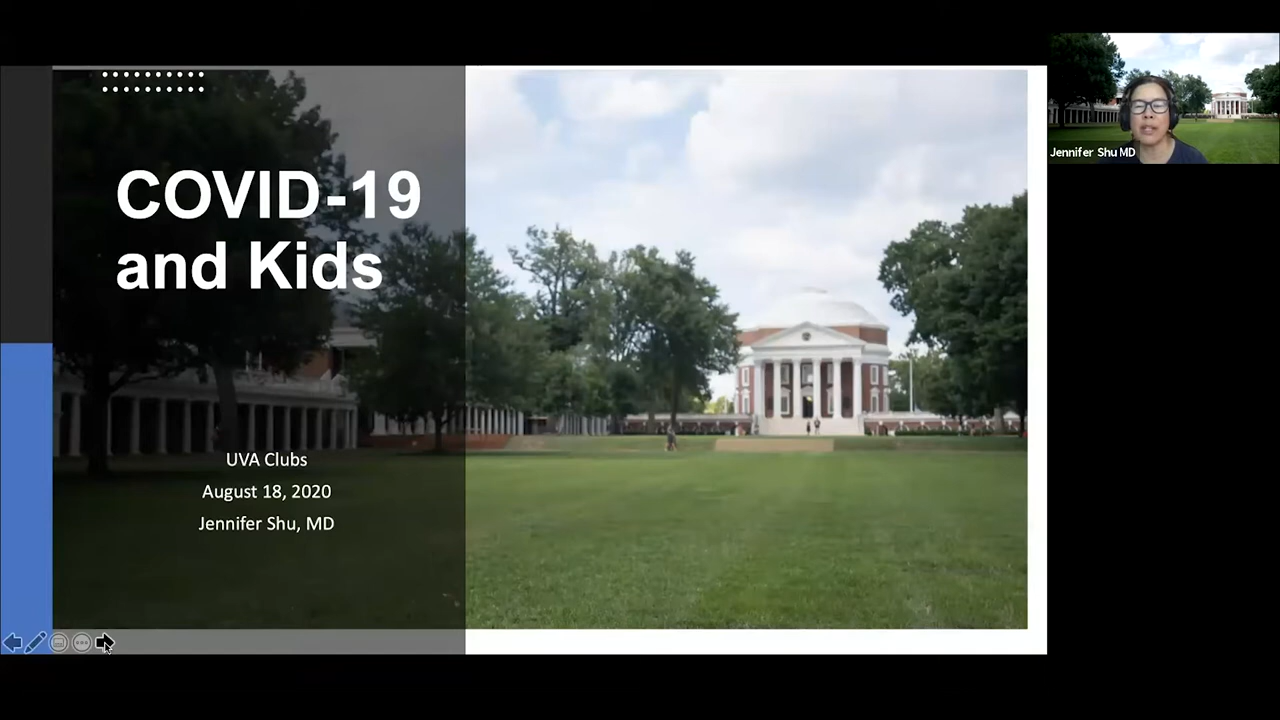 COVID-19
and Kids
UVA Clubs
August 18, 2020
Jennifer Shu, MD
Jennifer Shu MD